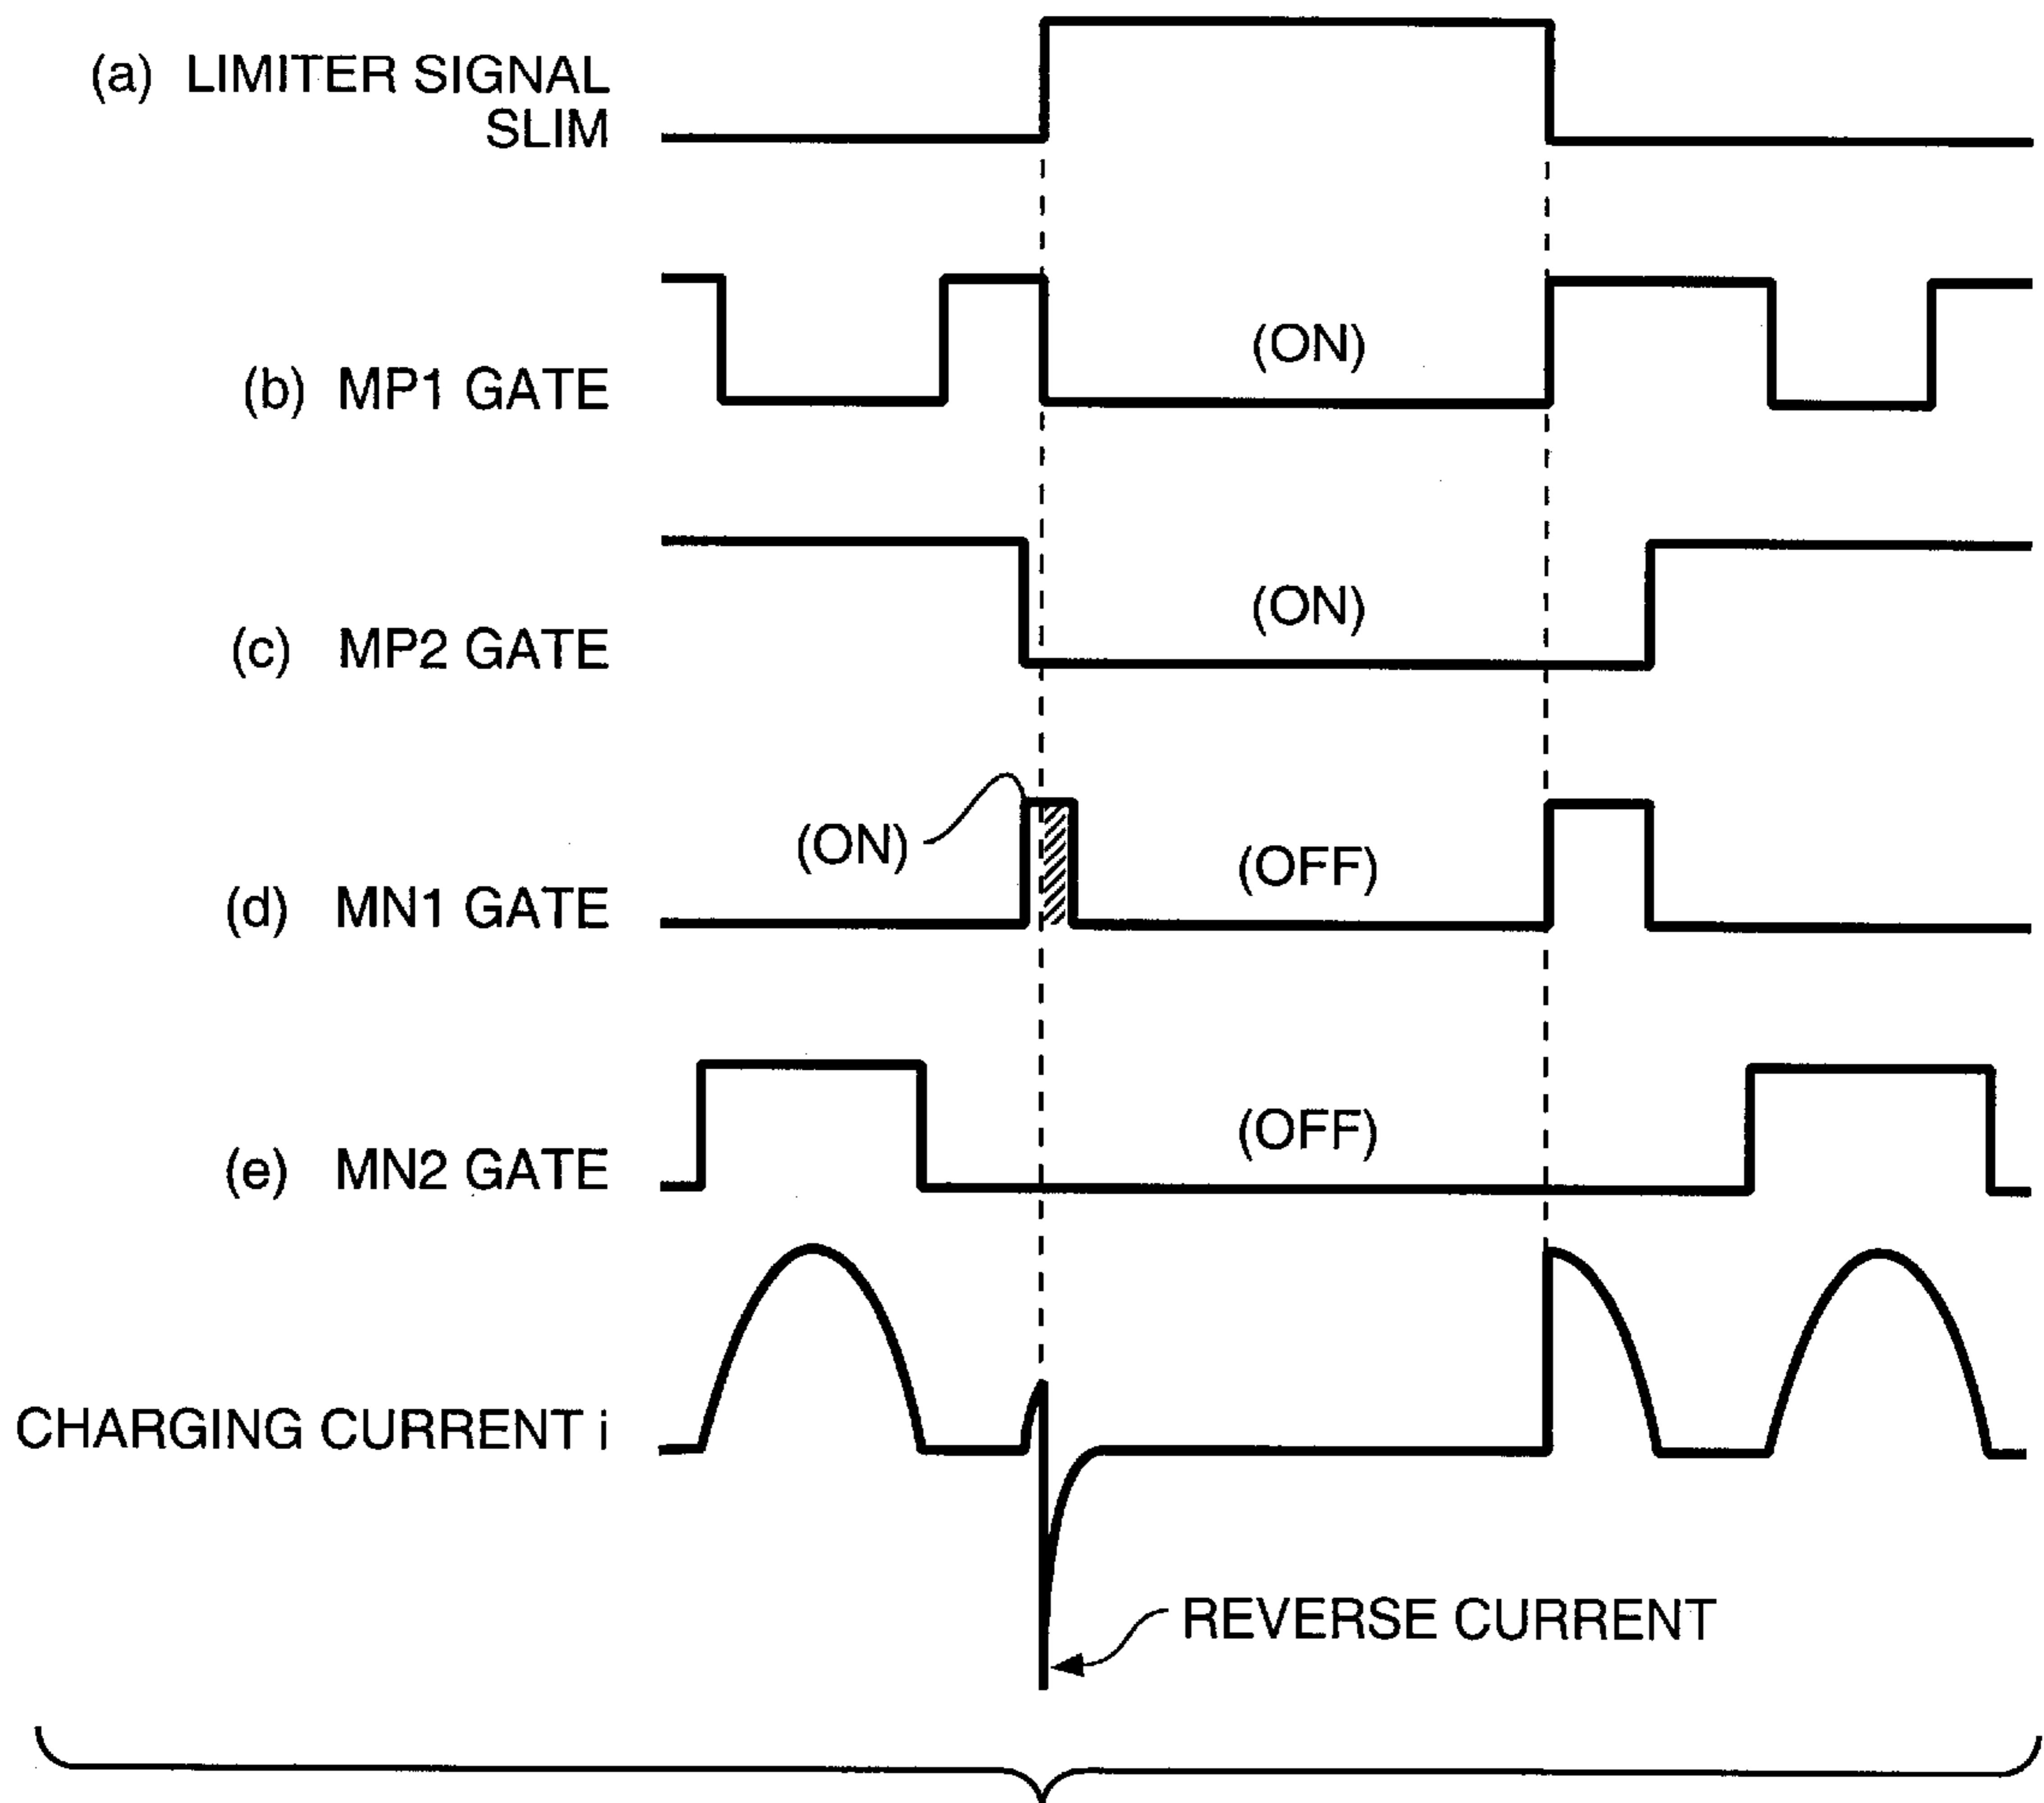 (a) LIMITER SIGNAL
SLIM
(b) MP1 GATE
(ON)
(c) MP2 GATE
(ON)
(d) MN1 GATE
(ON)
(OFF)
(e) MN2 GATE
(OFF)
CHARGING CURRENT i
REVERSE CURRENT